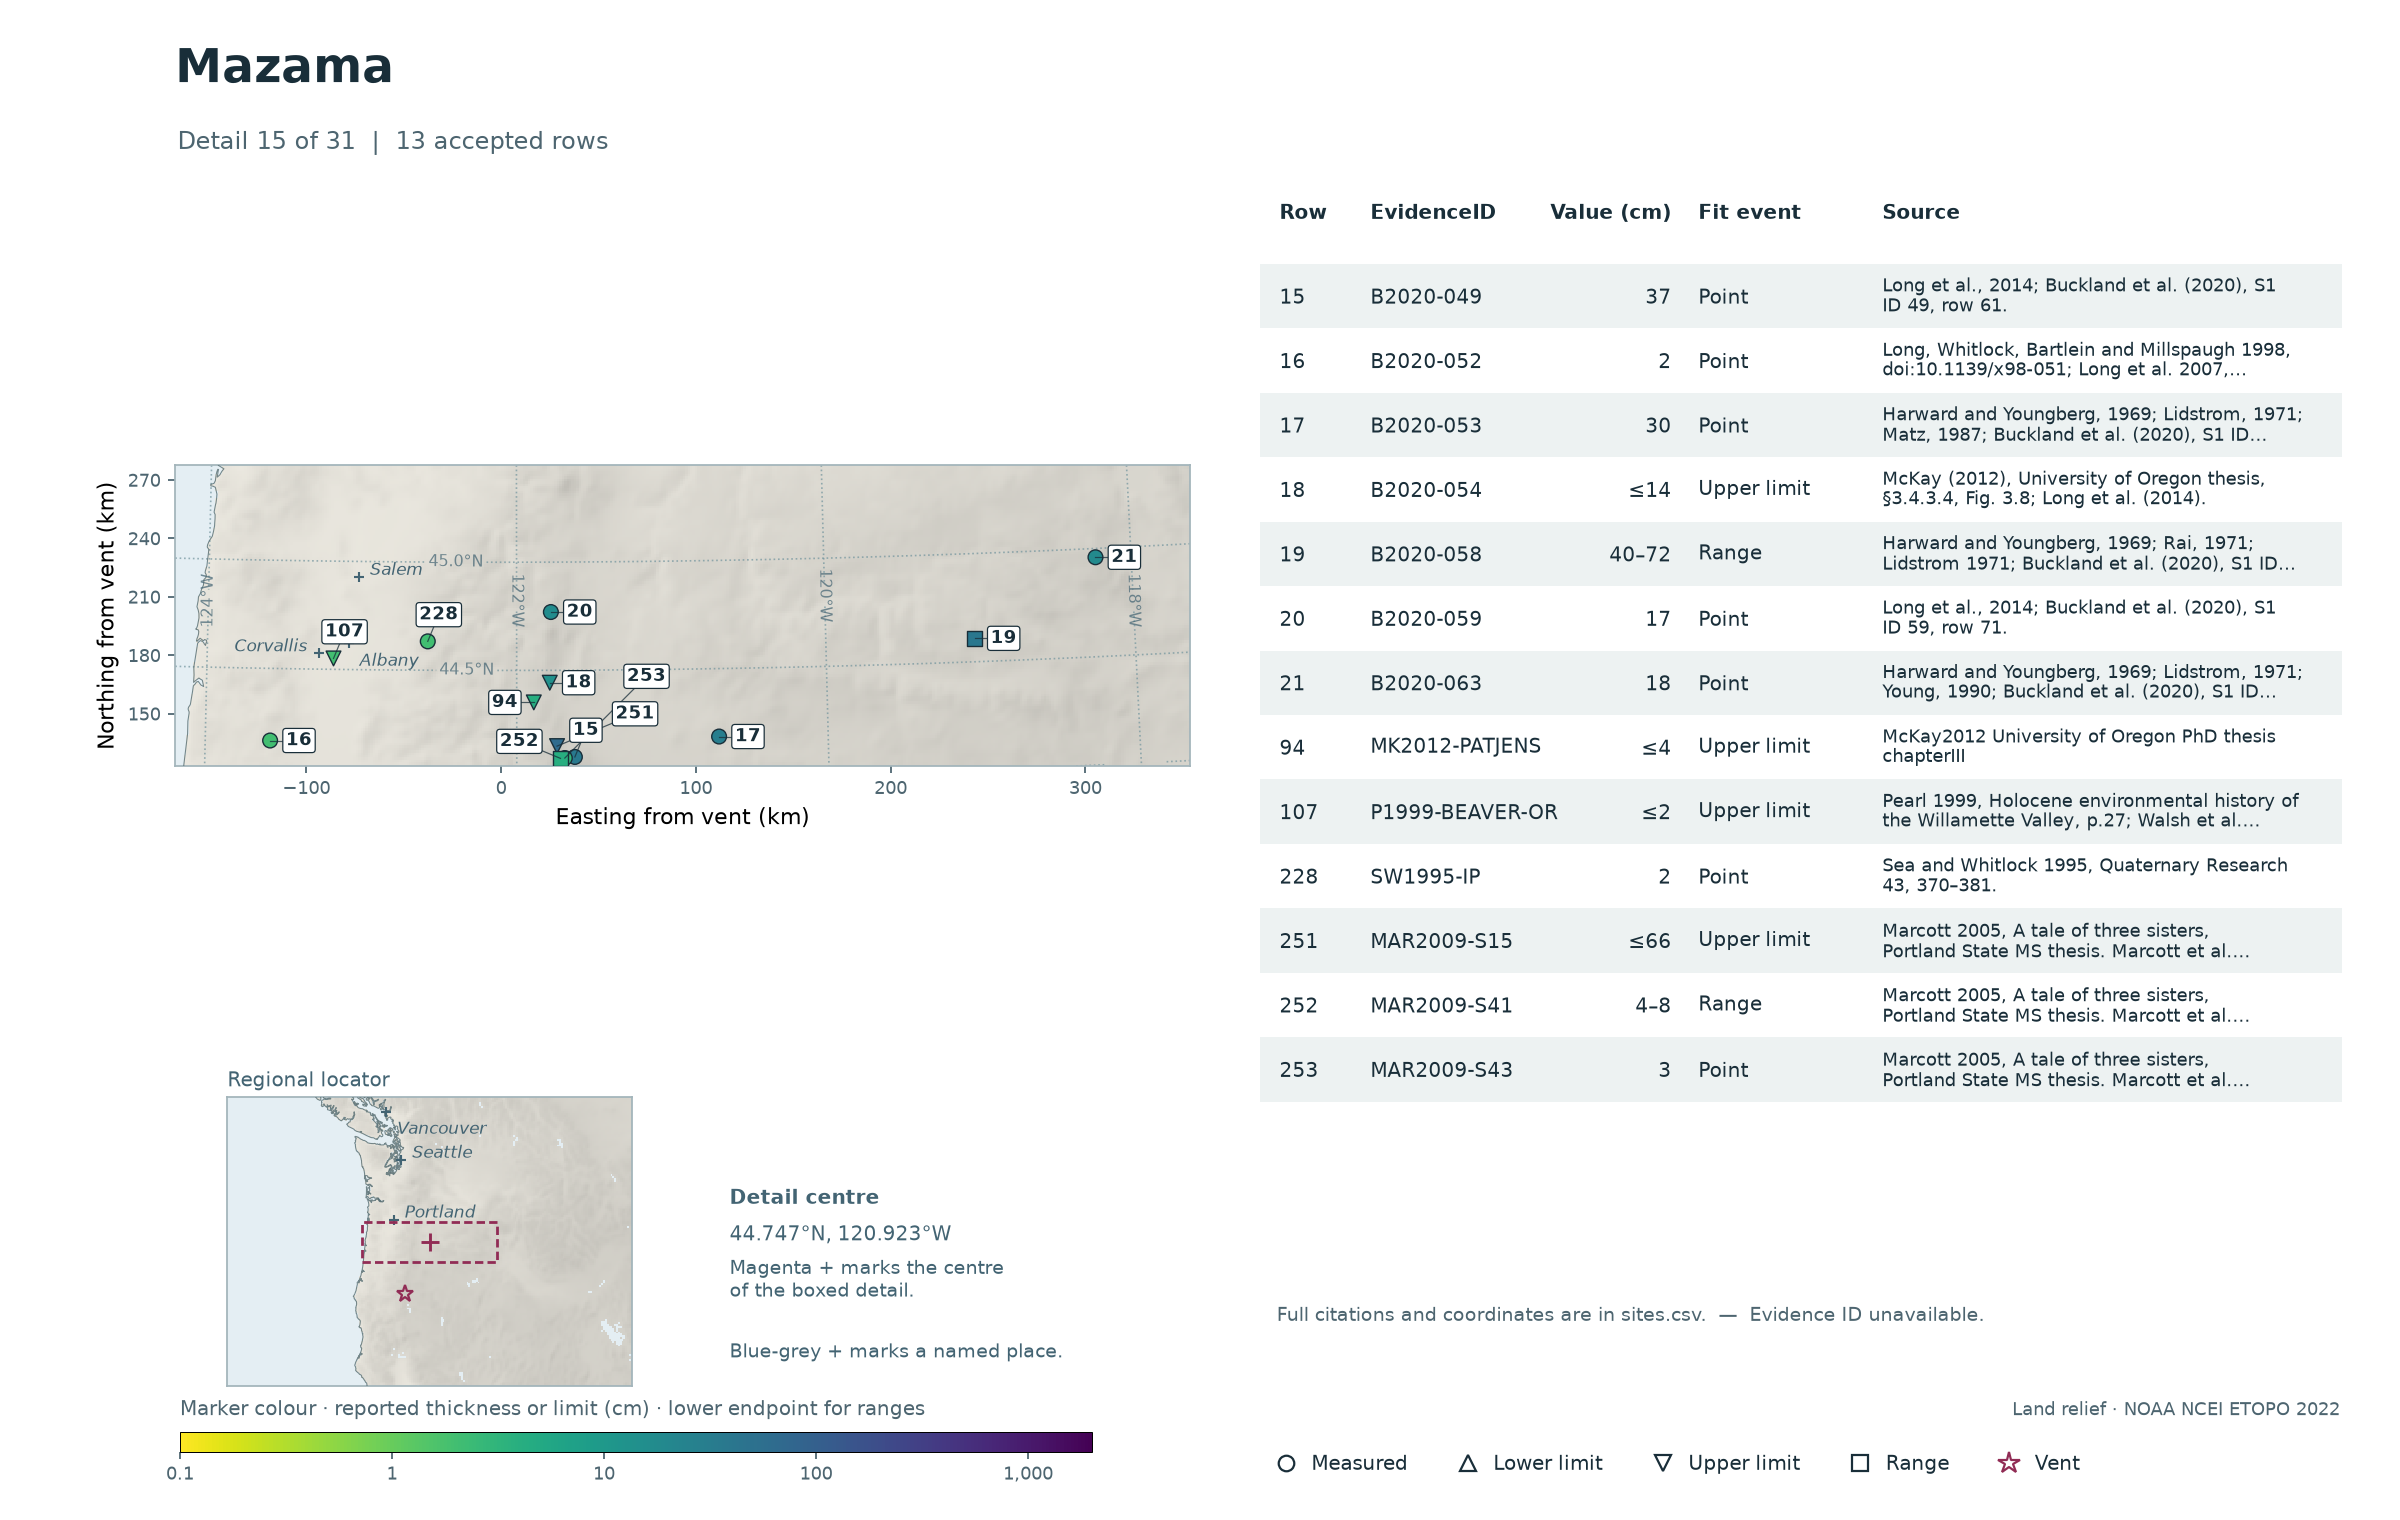 Mazama
Detail 15 of 31 | 13 accepted rows
Row EvidenceID Value (cm) Fit event Source
15 B2020-049 37 Point Long et al., 2014; Buckland et al. (2020), S1
ID 49, row 61.
16 B2020-052 2 Point Long, Whitlock, Bartlein and Millspaugh 1998,
doi:10.1139/x98-051; Long et al. 2007,…
17 B2020-053 30 Point Harward and Youngberg, 1969; Lidstrom, 1971;
Matz, 1987; Buckland et al. (2020), S1 ID…
18 B2020-054 ≤14 Upper limit McKay (2012), University of Oregon thesis,
§3.4.3.4, Fig. 3.8; Long et al. (2014).
19 B2020-058 40–72 Range Harward and Youngberg, 1969; Rai, 1971;
Lidstrom 1971; Buckland et al. (2020), S1 ID…
20 B2020-059 17 Point Long et al., 2014; Buckland et al. (2020), S1
ID 59, row 71.
21 B2020-063 18 Point Harward and Youngberg, 1969; Lidstrom, 1971;
Young, 1990; Buckland et al. (2020), S1 ID…
94 MK2012-PATJENS ≤4 Upper limit McKay2012 University of Oregon PhD thesis
chapterIII
107 P1999-BEAVER-OR ≤2 Upper limit Pearl 1999, Holocene environmental history of
the Willamette Valley, p.27; Walsh et al.…
228 SW1995-IP 2 Point Sea and Whitlock 1995, Quaternary Research
43, 370–381.
251 MAR2009-S15 ≤66 Upper limit Marcott 2005, A tale of three sisters,
Portland State MS thesis. Marcott et al.…
252 MAR2009-S41 4–8 Range Marcott 2005, A tale of three sisters,
Portland State MS thesis. Marcott et al.…
253 MAR2009-S43 3 Point Marcott 2005, A tale of three sisters,
Portland State MS thesis. Marcott et al.…
Northing from vent (km)
270
240
210
180
150
45.0°N
44.5°N
124°W
122°W
120°W
118°W
Salem
Corvallis
Albany
21
20
228
107
19
253
18
94
251
15
252
17
16
−100 0 100 200 300
Easting from vent (km)
Regional locator
Vancouver
Seattle
Portland
Detail centre
44.747°N, 120.923°W
Magenta + marks the centre
of the boxed detail.
Blue-grey + marks a named place.
Full citations and coordinates are in sites.csv. — Evidence ID unavailable.
Marker colour · reported thickness or limit (cm) · lower endpoint for ranges
0.1 1 10 100 1,000
Land relief · NOAA NCEI ETOPO 2022
Measured Lower limit Upper limit Range Vent